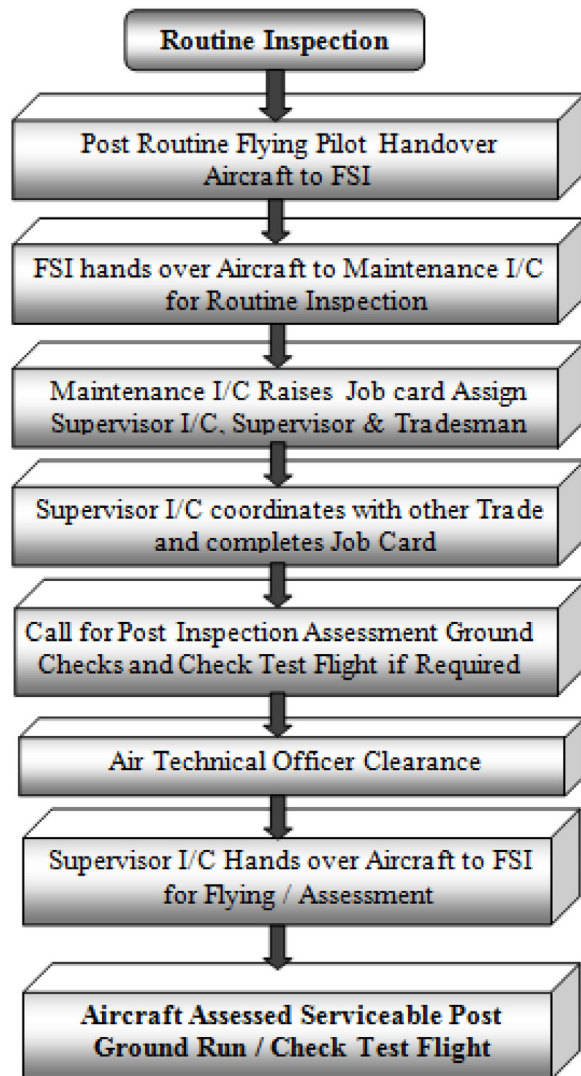 Routine Inspection
Post Routine Flying Pilot Handover
Aircraft to FSI
FSI hands over Aircraft to Maintenance I/C
for Routine Inspection
Maintenance I/C Raises Job card Assign
Supervisor I/C, Supervisor & Tradesman
Supervisor I/C coordinates with other Trade
and completes Job Card
Call for Post Inspection Assessment Ground
Checks and Check Test Flight if Required
Air Technical Officer Clearance
Supervisor I/C Hands over Aircraft to FSI
for Flying / Assessment
Aircraft Assessed Serviceable Post
Ground Run / Check Test Flight